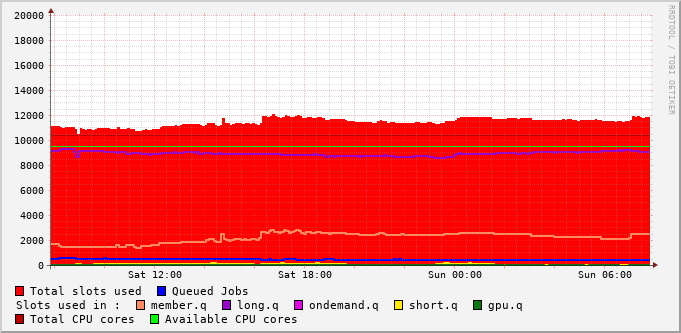 20000
18000
16000
14000
12000
10000
8000
6000
4000
2000
0
Sat 12:00 Sat 18:00 Sun 00:00 Sun 06:00
RRDTOOL / TOBI OETIKER
Total slots used Queued Jobs
Slots used in : member.q long.q ondemand.q short.q gpu.q
Total CPU cores Available CPU cores